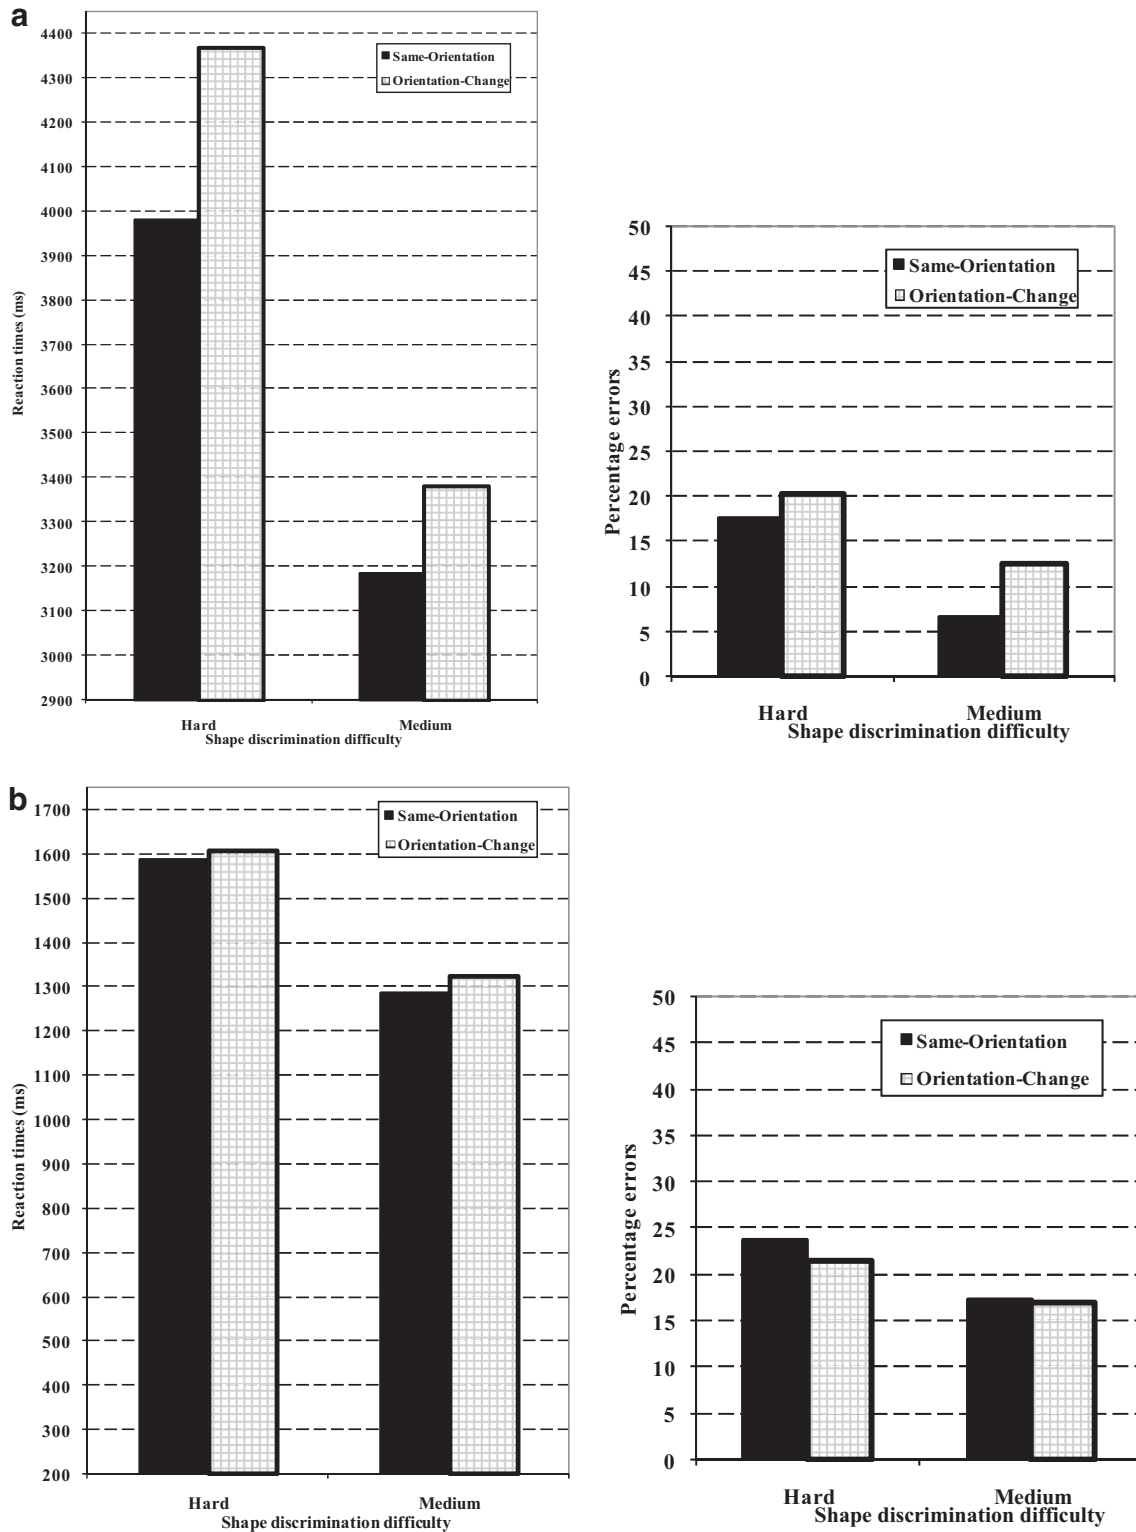 a
4400
4300
4200
4100
4000
3900
3800
3700
3600
3500
3400
3300
3200
3100
3000
2900
Reaction times (ms)
Same-Orientation
Orientation-Change
Hard
Medium
Shape discrimination difficulty
50
45
40
35
30
25
20
15
10
5
0
Percentage errors
Same-Orientation
Orientation-Change
Hard
Medium
Shape discrimination difficulty
b
1700
1600
1500
1400
1300
1200
1100
1000
900
800
700
600
500
400
300
200
Reaction times (ms)
Same-Orientation
Orientation-Change
Hard
Medium
Shape discrimination difficulty
50
45
40
35
30
25
20
15
10
5
0
Percentage errors
Same-Orientation
Orientation-Change
Hard
Medium
Shape discrimination difficulty